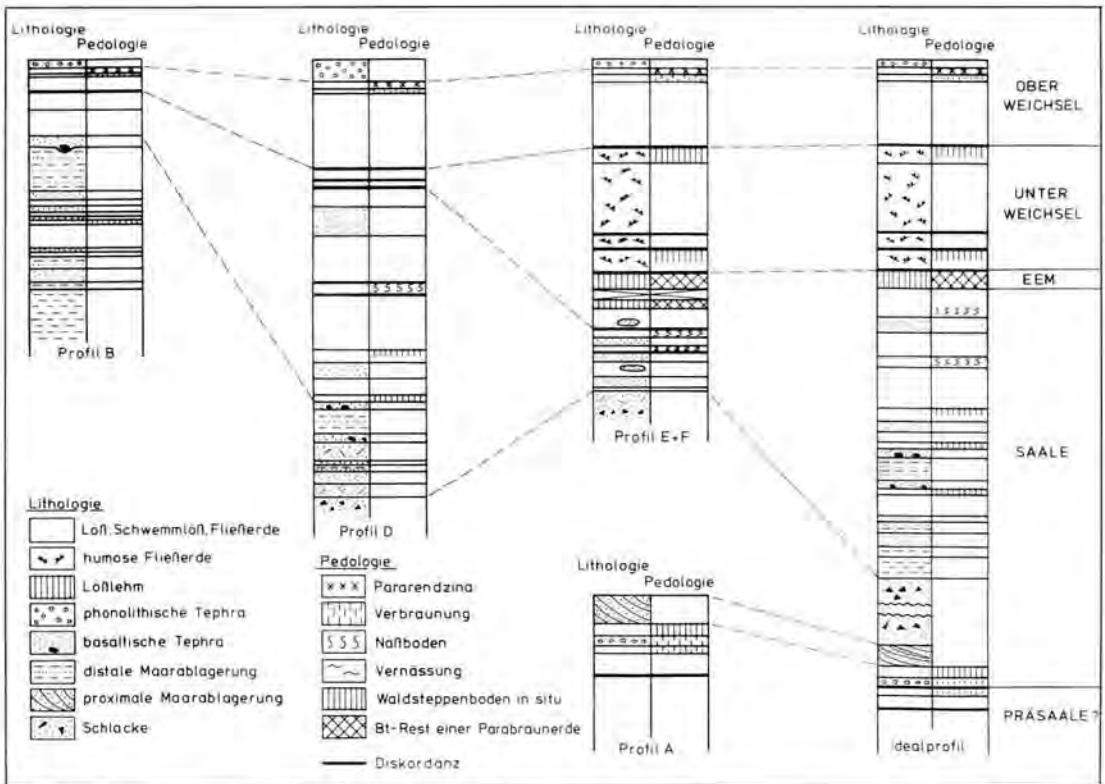 Lithologie
Pedologie
Profil B
Lithologie
Pedologie
Profil D
Lithologie
Pedologie
Profil E+F
Lithologie
Pedologie
Profil A
Lithologie
Pedologie
Idealprofil
OBER
WEICHSEL
UNTER
WEICHSEL
EEM
SAALE
PRÄSAALE?
Lithologie
Löß, Schwemmlöß, Fließerde
humose Fließerde
Lößlehm
phonolithische Tephra
basaltische Tephra
distale Maarablagerung
proximale Maarablagerung
Schlacke
Pedologie
Pararendzina
Verbraunung
Naßboden
Vernässung
Waldsteppenboden in situ
Bt-Rest einer Parabraunerde
Diskordanz